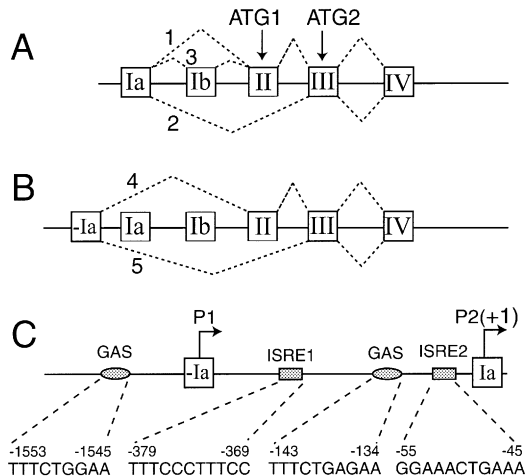 A
ATG1 ATG2
1
3
Ia Ib II III IV
2
B
4
-Ia Ia Ib II III IV
5
C
P1 P2(+1)
GAS ISRE1 GAS ISRE2
-Ia Ia
-1553 -1545 -379 -369 -143 -134 -55 -45
TTTCTGGAA TTTCCCTTTCC TTTCTGAGAA GGAAACTGAAA